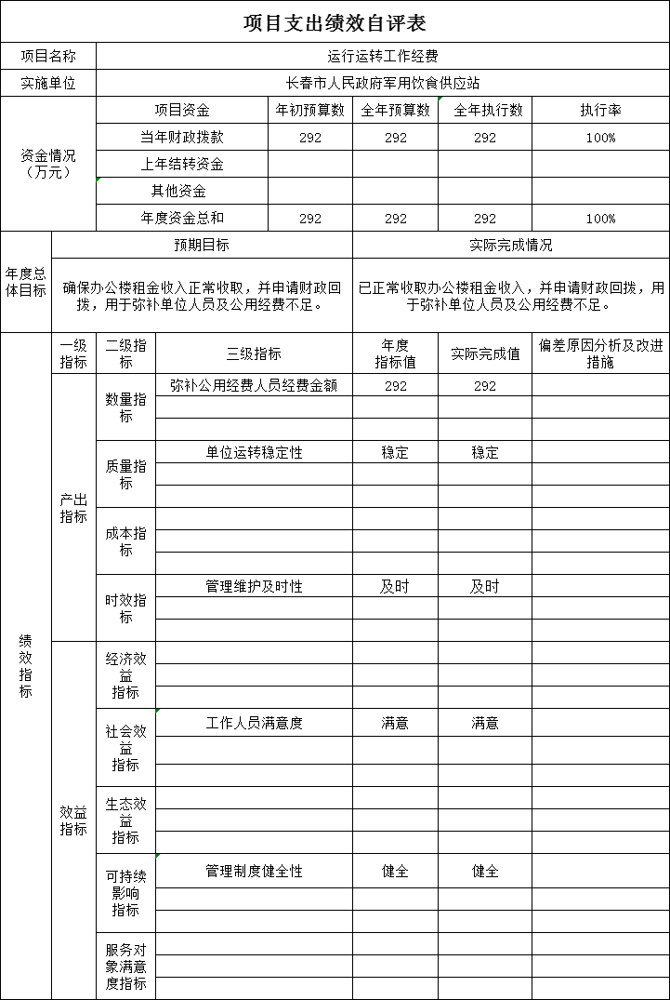 项目支出绩效自评表
项目名称 运行运转工作经费
实施单位 长春市人民政府军用饮食供应站
资金情况
（万元）
项目资金 年初预算数 全年预算数 全年执行数 执行率
当年财政拨款 292 292 292 100%
上年结转资金
其他资金
年度资金总和 292 292 292 100%
年度总
体目标
预期目标 实际完成情况
确保办公楼租金收入正常收取，并申请财政回
拨，用于弥补单位人员及公用经费不足。
已正常收取办公楼租金收入，并申请财政回拨，用
于弥补单位人员及公用经费不足。
绩
效
指
标
一级
指标
二级指
标
三级指标
年度
指标值
实际完成值
偏差原因分析及改进
措施
产出
指标
数量指
标
弥补公用经费人员经费金额 292 292
质量指
标
单位运转稳定性 稳定 稳定
成本指
标
时效指
标
管理维护及时性 及时 及时
效益
指标
经济效
益
指标
社会效
益
指标
工作人员满意度 满意 满意
生态效
益
指标
可持续
影响
指标
管理制度健全性 健全 健全
服务对
象满意
度指标